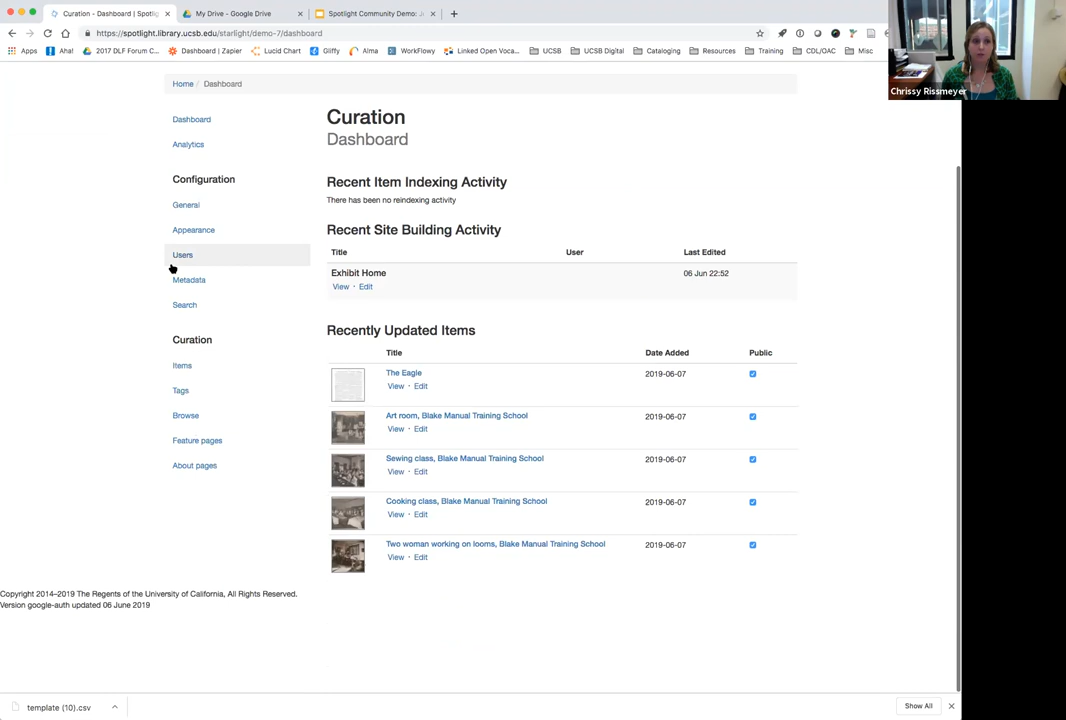 Curation - Dashboard | Spotlig
My Drive - Google Drive
Spotlight Community Demo: J
https://spotlight.library.ucsb.edu/starlight/demo-7/dashboard
Apps
Aha!
2017 DLF Forum C...
Dashboard | Zapier
Lucid Chart
Gliffy
Alma
WorkFlowy
Linked Open Voca...
UCSB
UCSB Digital
Cataloging
Resources
Training
CDL/OAC
Misc
Chrissy Rissmeyer
Home / Dashboard
Dashboard
Analytics
Configuration
General
Appearance
Users
Metadata
Search
Curation
Items
Tags
Browse
Feature pages
About pages
Curation
Dashboard
Recent Item Indexing Activity
There has been no reindexing activity
Recent Site Building Activity
Title User Last Edited
Exhibit Home 06 Jun 22:52
View · Edit
Recently Updated Items
Title Date Added Public
The Eagle 2019-06-07
View · Edit
Art room, Blake Manual Training School 2019-06-07
View · Edit
Sewing class, Blake Manual Training School 2019-06-07
View · Edit
Cooking class, Blake Manual Training School 2019-06-07
View · Edit
Two woman working on looms, Blake Manual Training School 2019-06-07
View · Edit
Copyright 2014–2019 The Regents of the University of California, All Rights Reserved.
Version google-auth updated 06 June 2019
template (10).csv
Show All